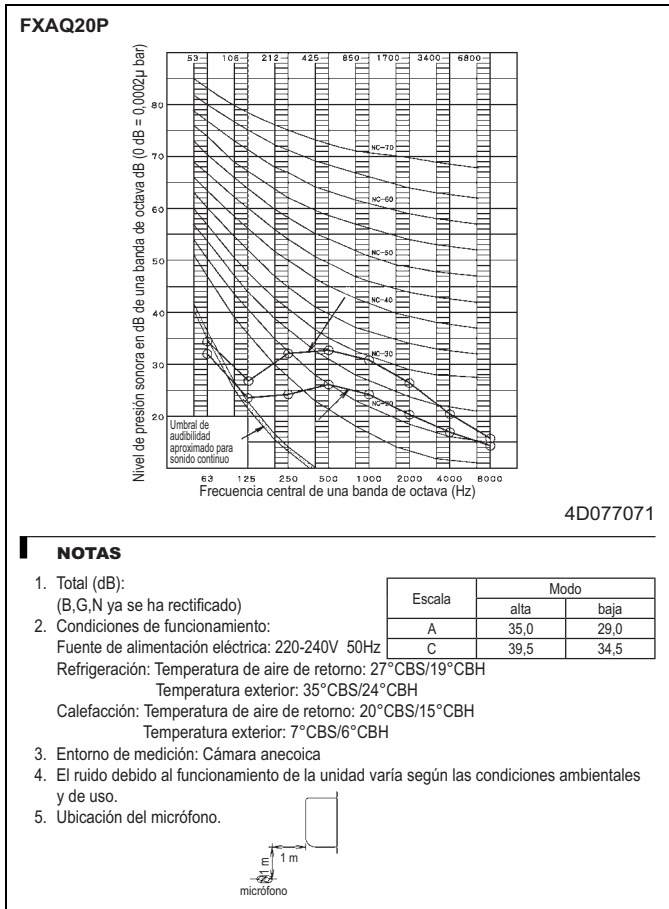 FXAQ20P
Nivel de presión sonora en dB de una banda de octava dB (0 dB = 0,0002µ bar)
53 106 212 425 850 1700 3400 6800
80
70
60
50
40
30
20
NC-70
NC-60
NC-50
NC-40
NC-30
NC-20
Umbral de
audibilidad
aproximado para
sonido continuo
63 125 250 500 1000 2000 4000 8000
Frecuencia central de una banda de octava (Hz)
4D077071
NOTAS
1. Total (dB):
(B,G,N ya se ha rectificado)
Escala Modo
alta baja
A 35,0 29,0
C 39,5 34,5
2. Condiciones de funcionamiento:
Fuente de alimentación eléctrica: 220-240V 50Hz
Refrigeración: Temperatura de aire de retorno: 27°CBS/19°CBH
Temperatura exterior: 35°CBS/24°CBH
Calefacción: Temperatura de aire de retorno: 20°CBS/15°CBH
Temperatura exterior: 7°CBS/6°CBH
3. Entorno de medición: Cámara anecoica
4. El ruido debido al funcionamiento de la unidad varía según las condiciones ambientales
y de uso.
5. Ubicación del micrófono.
1 m
1 m
micrófono